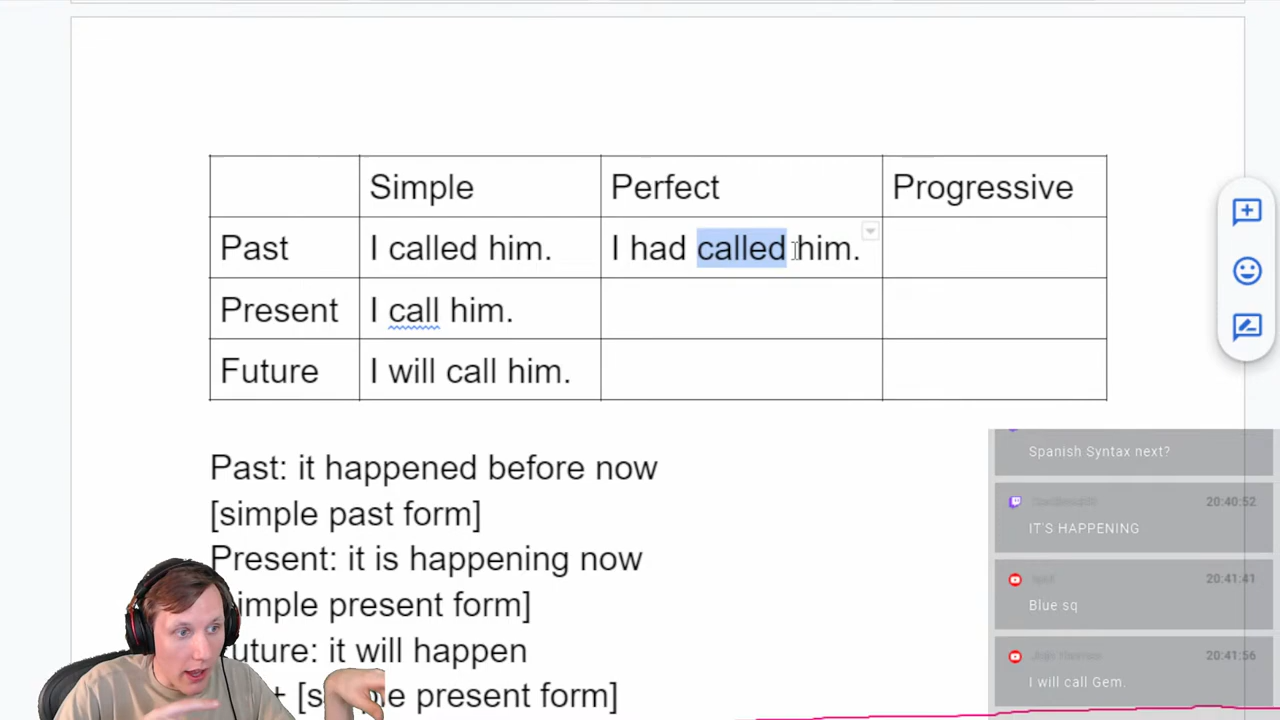 Simple Perfect Progressive
Past I called him. I had called him.
Present I call him.
Future I will call him.
Past: it happened before now
[simple past form]
Present: it is happening now
simple present form]
Future: it will happen
present form]
Spanish Syntax next?
20:40:52
IT'S HAPPENING
20:41:41
Blue sq
20:41:56
I will call Gem.